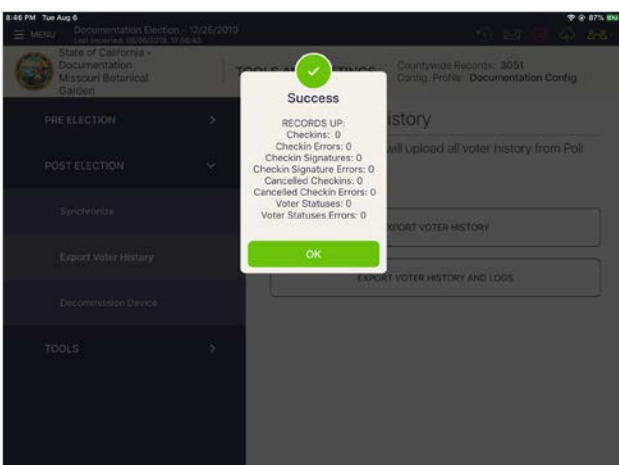 8:46 PM Tue Aug 6
87%
MENU
Documentation Election - 12/25/2019
State of California -
Documentation
Missouri Botanical
Garden
Countywide Records: 3051
Config. Profile: Documentation Config
PRE ELECTION
POST ELECTION
Synchronize
Export Voter History
Decommission Device
TOOLS
Success
RECORDS UP:
Checkins: 0
Checkin Errors: 0
Checkin Signatures: 0
Checkin Signature Errors: 0
Cancelled Checkins: 0
Cancelled Checkin Errors: 0
Voter Statuses: 0
Voter Statuses Errors: 0
OK
istory
will upload all voter history from Poll
XPORT VOTER HISTORY
EXPORT VOTER HISTORY AND LOGS